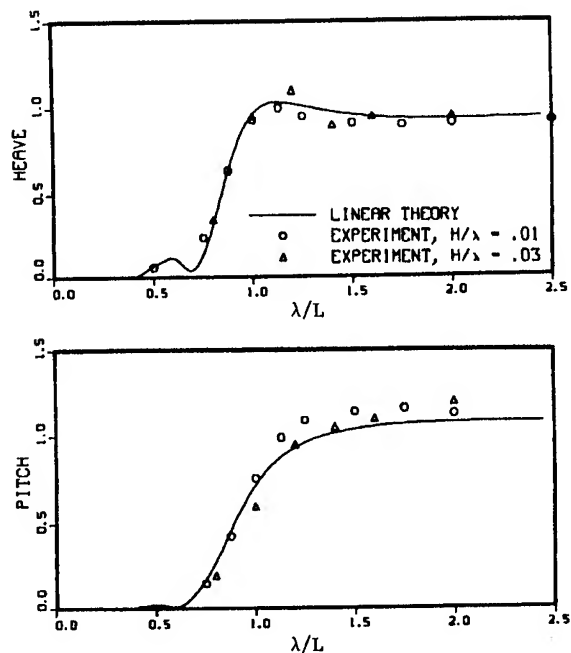 1.5
1.0
0.5
0.0
HEAVE
LINEAR THEORY
EXPERIMENT, H/λ = .01
EXPERIMENT, H/λ = .03
0.0 0.5 1.0 1.5 2.0 2.5
λ/L
1.5
1.0
0.5
0.0
PITCH
0.0 0.5 1.0 1.5 2.0 2.5
λ/L